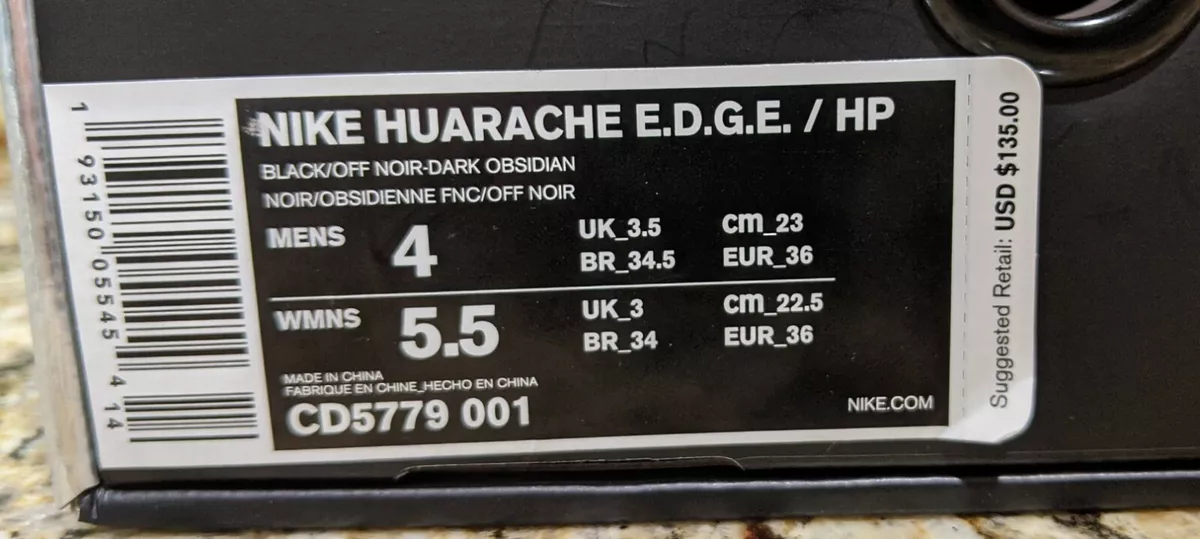 1 93150 05545 4 14
NIKE HUARACHE E.D.G.E. / HP
BLACK/OFF NOIR-DARK OBSIDIAN
NOIR/OBSIDIENNE FNC/OFF NOIR
MENS 4 UK_3.5 cm_23
BR_34.5 EUR_36
WMNS 5.5 UK_3 cm_22.5
BR_34 EUR_36
MADE IN CHINA
FABRIQUE EN CHINE_HECHO EN CHINA
CD5779 001
NIKE.COM
Suggested Retail: USD $135.00